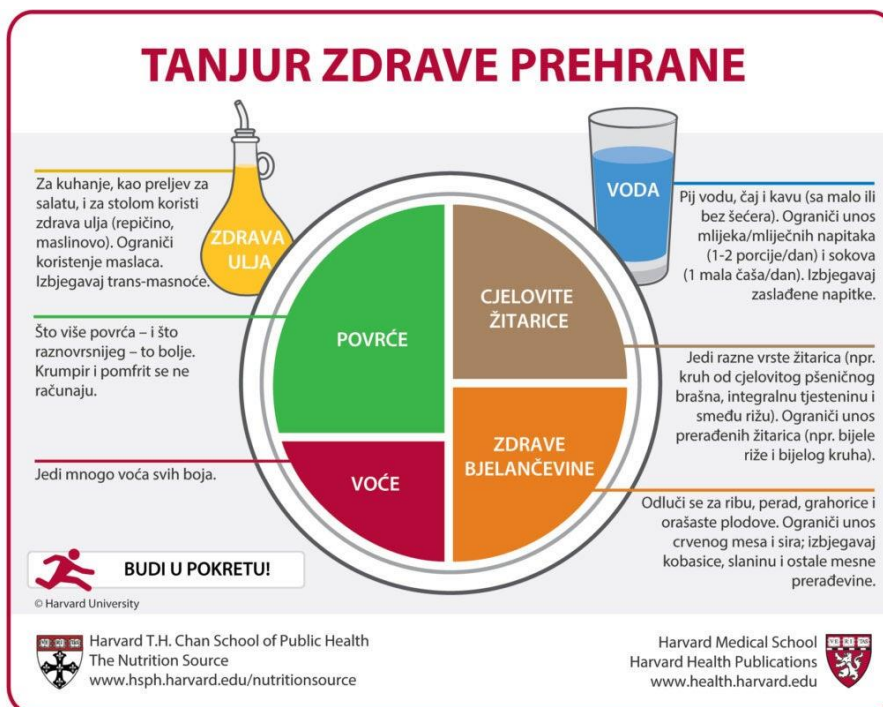 TANJUR ZDRAVE PREHRANE
Za kuhanje, kao preljev za
salatu, i za stolom koristi
zdrava ulja (repičino,
maslinovo). Ograniči
korištenje maslaca.
Izbjegavaj trans-masnoće.
ZDRAVA
ULJA
VODA
Pij vodu, čaj i kavu (sa malo ili
bez šećera). Ograniči unos
mlijeka/mliječnih napitaka
(1-2 porcije/dan) i sokova
(1 mala čaša/dan). Izbjegavaj
zaslađene napitke.
Što više povrća – i što
raznovrsnijeg – to bolje.
Krumpir i pomfrit se ne
računaju.
POVRĆE
CJELOVITE
ŽITARICE
Jedi razne vrste žitarica (npr.
kruh od cjelovitog pšeničnog
brašna, integralnu tjesteninu i
smeđu rižu). Ograniči unos
prerađenih žitarica (npr. bijele
riže i bijelog kruha).
Jedi mnogo voća svih boja.
VOĆE
ZDRAVE
BJELANČEVINE
Odluči se za ribu, perad, grahorice i
orašaste plodove. Ograniči unos
crvenog mesa i sira; izbjegavaj
kobasice, slaninu i ostale mesne
prerađevine.
BUDI U POKRETU!
© Harvard University
Harvard T.H. Chan School of Public Health
The Nutrition Source
www.hsph.harvard.edu/nutritionsource
Harvard Medical School
Harvard Health Publications
www.health.harvard.edu